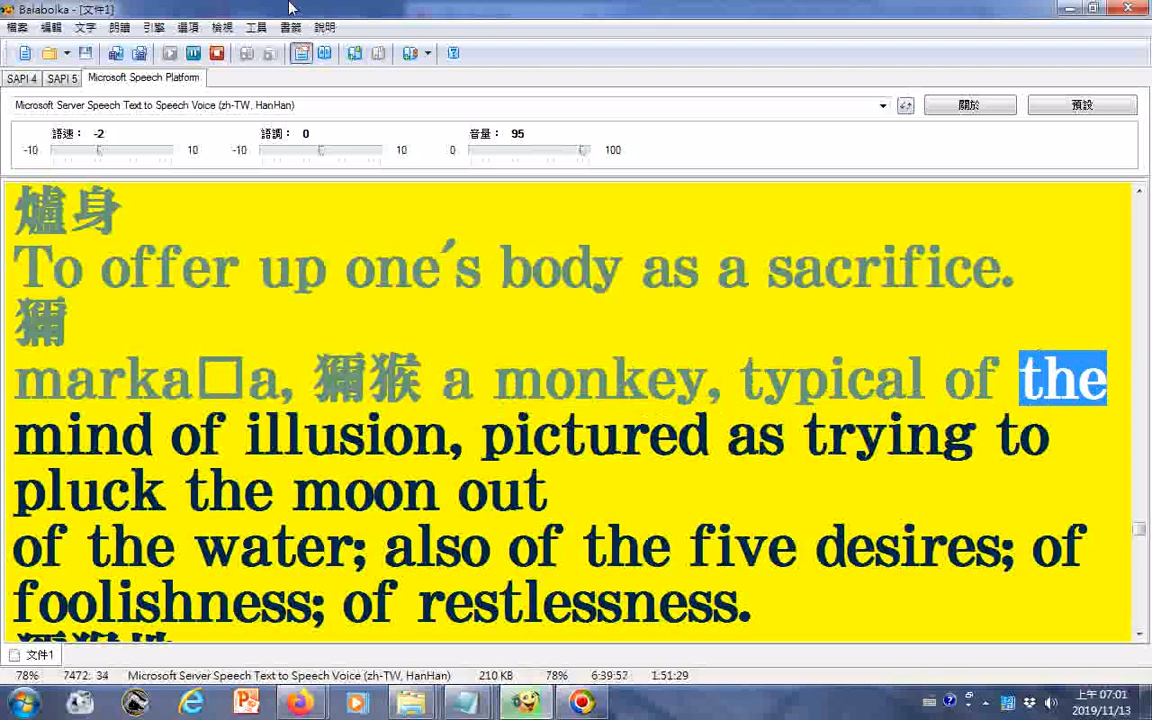 Balabolka - [文件1]
檔案 編輯 文字 朗讀 引擎 選項 檢視 工具 書籤 說明
SAPI 4 SAPI 5 Microsoft Speech Platform
Microsoft Server Speech Text to Speech Voice (zh-TW, HanHan) 關於 預設
語速： -2 語調： 0 音量： 95
-10 10 -10 10 0 100
爐身
To offer up one´s body as a sacrifice.
獼
marka□a, 獼猴 a monkey, typical of the
mind of illusion, pictured as trying to
pluck the moon out
of the water; also of the five desires; of
foolishness; of restlessness.
文件1
78% 7472: 34 Microsoft Server Speech Text to Speech Voice (zh-TW, HanHan) 210 KB 78% 6:39:53 1:51:29
上午 07:01
2019/11/13